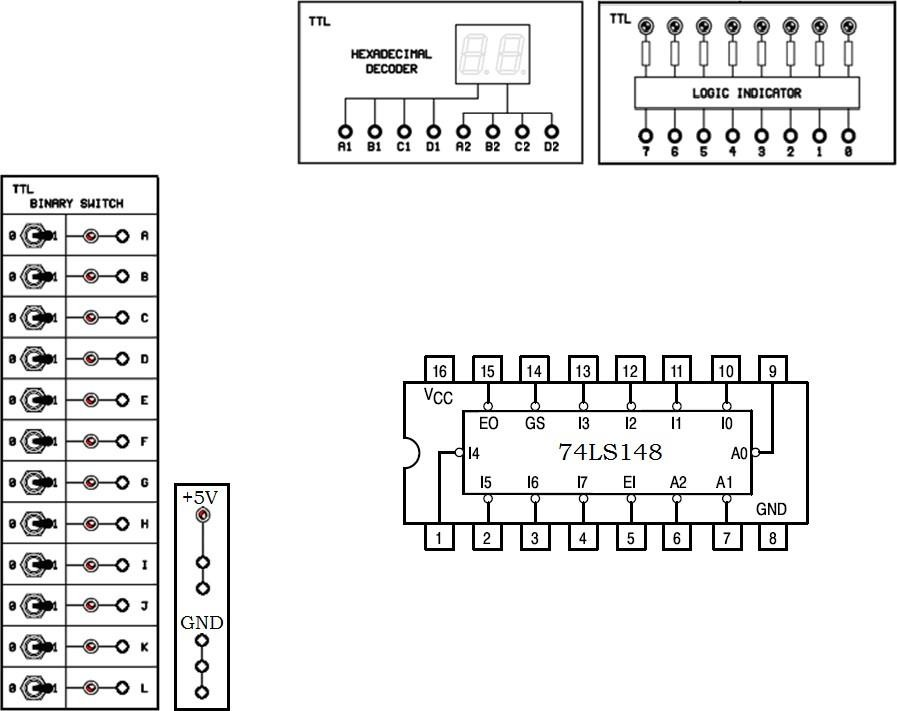 TTL
HEXADECIMAL
DECODER
A1 B1 C1 D1 A2 B2 C2 D2
TTL
LOGIC INDICATOR
7 6 5 4 3 2 1 0
TTL
BINARY SWITCH
0 1 A
0 1 B
0 1 C
0 1 D
0 1 E
0 1 F
0 1 G
0 1 H
0 1 I
0 1 J
0 1 K
0 1 L
+5V
GND
16 15 14 13 12 11 10 9
VCC
EO GS I3 I2 I1 I0
I4 74LS148 A0
I5 I6 I7 EI A2 A1
GND
1 2 3 4 5 6 7 8